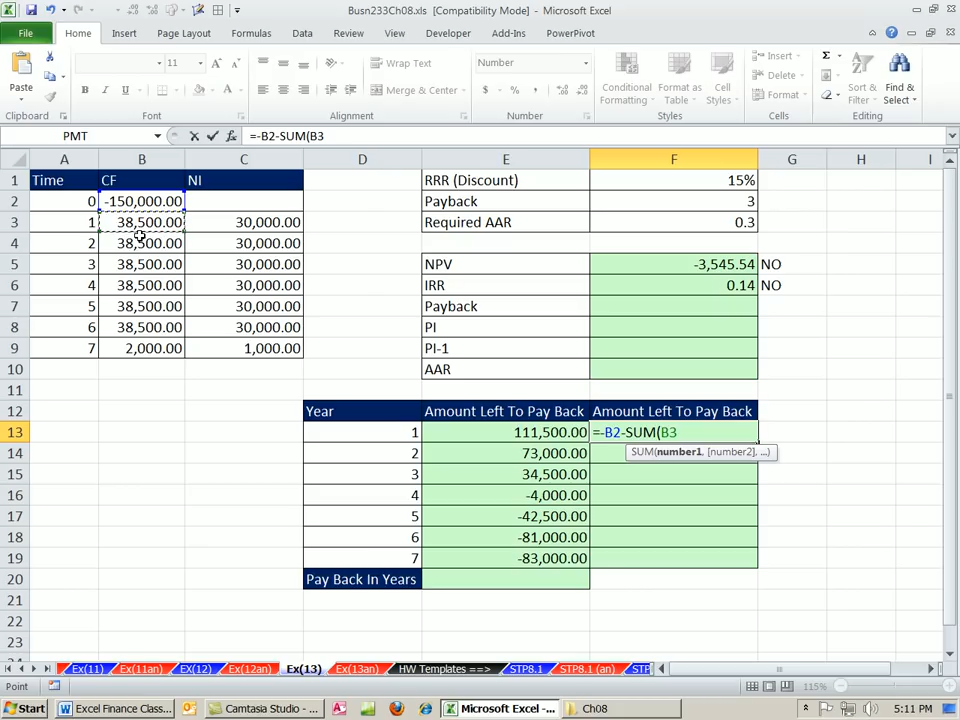 Busn233Ch08.xls [Compatibility Mode] - Microsoft Excel
File Home Insert Page Layout Formulas Data Review View Developer Add-Ins PowerPivot
Paste
Clipboard
11
Font
Wrap Text
Merge & Center
Alignment
Number
Number
Conditional Formatting
Format as Table
Cell Styles
Styles
Insert
Delete
Format
Cells
Sort & Filter
Find & Select
Editing
PMT =-B2-SUM(B3
A B C D E F G H I
1 Time CF NI RRR (Discount) 15%
2 0 -150,000.00 Payback 3
3 1 38,500.00 30,000.00 Required AAR 0.3
4 2 38,500.00 30,000.00
5 3 38,500.00 30,000.00 NPV -3,545.54 NO
6 4 38,500.00 30,000.00 IRR 0.14 NO
7 5 38,500.00 30,000.00 Payback
8 6 38,500.00 30,000.00 PI
9 7 2,000.00 1,000.00 PI-1
10 AAR
11
12 Year Amount Left To Pay Back Amount Left To Pay Back
13 1 111,500.00 =-B2-SUM(B3
14 2 73,000.00 SUM(number1, [number2], ...)
15 3 34,500.00
16 4 -4,000.00
17 5 -42,500.00
18 6 -81,000.00
19 7 -83,000.00
20 Pay Back In Years
21
22
23
Ex(11) Ex(11an) Ex(12) Ex(12an) Ex(13) Ex(13an) HW Templates ==> STP8.1 STP8.1 (an)
Point 115%
Start Excel Finance Class... Camtasia Studio - ... Microsoft Excel -... Ch08 5:11 PM